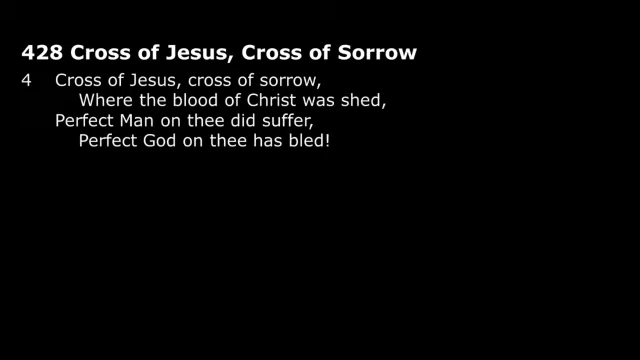 428 Cross of Jesus, Cross of Sorrow
4 Cross of Jesus, cross of sorrow,
Where the blood of Christ was shed,
Perfect Man on thee did suffer,
Perfect God on thee has bled!